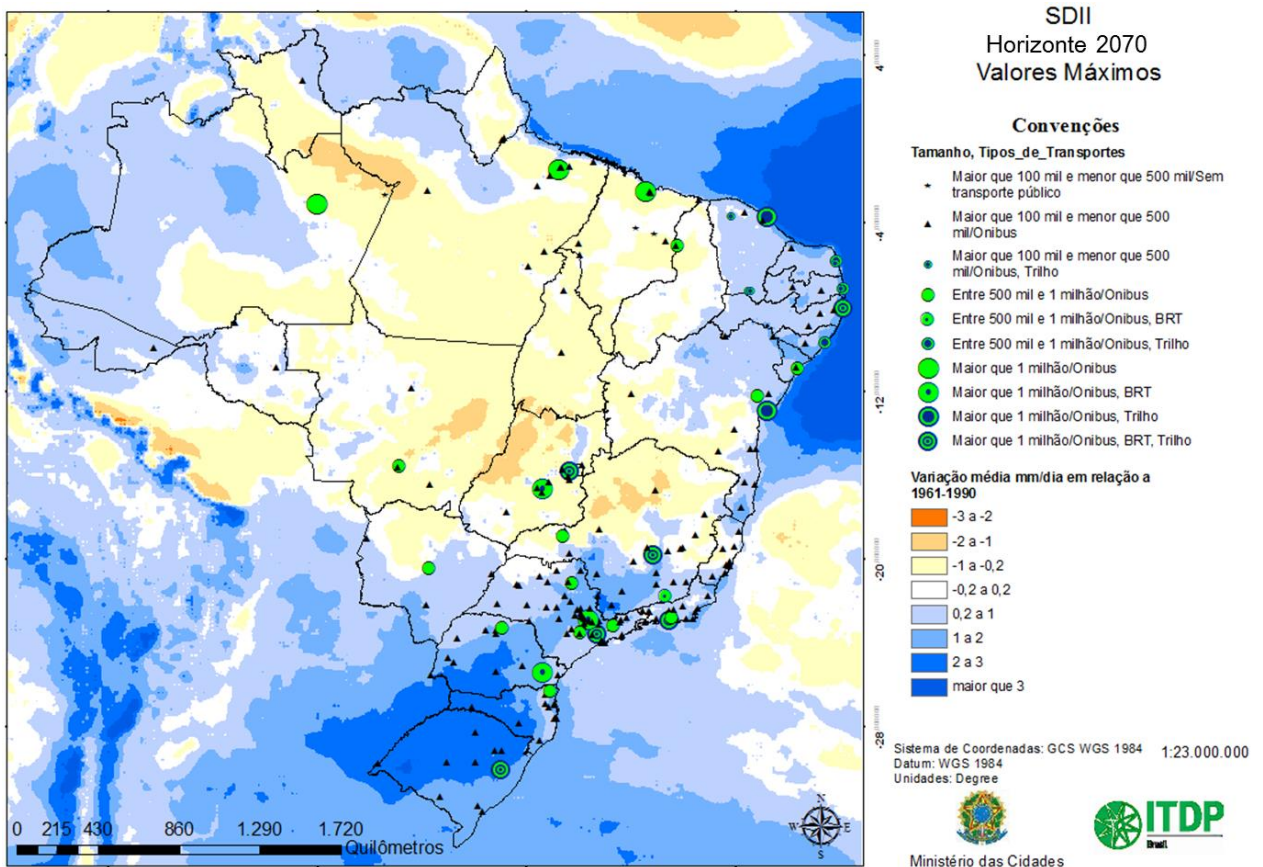 SDII
Horizonte 2070
Valores Máximos
Convenções
Tamanho, Tipos_de_Transportes
Maior que 100 mil e menor que 500 mil/Sem
transporte público
Maior que 100 mil e menor que 500
mil/Onibus
Maior que 100 mil e menor que 500
mil/Onibus, Trilho
Entre 500 mil e 1 milhão/Onibus
Entre 500 mil e 1 milhão/Onibus, BRT
Entre 500 mil e 1 milhão/Onibus, Trilho
Maior que 1 milhão/Onibus
Maior que 1 milhão/Onibus, BRT
Maior que 1 milhão/Onibus, Trilho
Maior que 1 milhão/Onibus, BRT, Trilho
Variação média mm/dia em relação a
1961-1990
-3 a -2
-2 a -1
-1 a -0,2
-0,2 a 0,2
0,2 a 1
1 a 2
2 a 3
maior que 3
Sistema de Coordenadas: GCS WGS 1984
1:23.000.000
Datum: WGS 1984
Unidades: Degree
Ministério das Cidades
ITDP
Brasil
4
-4
-12
-20
-28
N
W E
S
0 215 430 860 1.290 1.720
Quilômetros